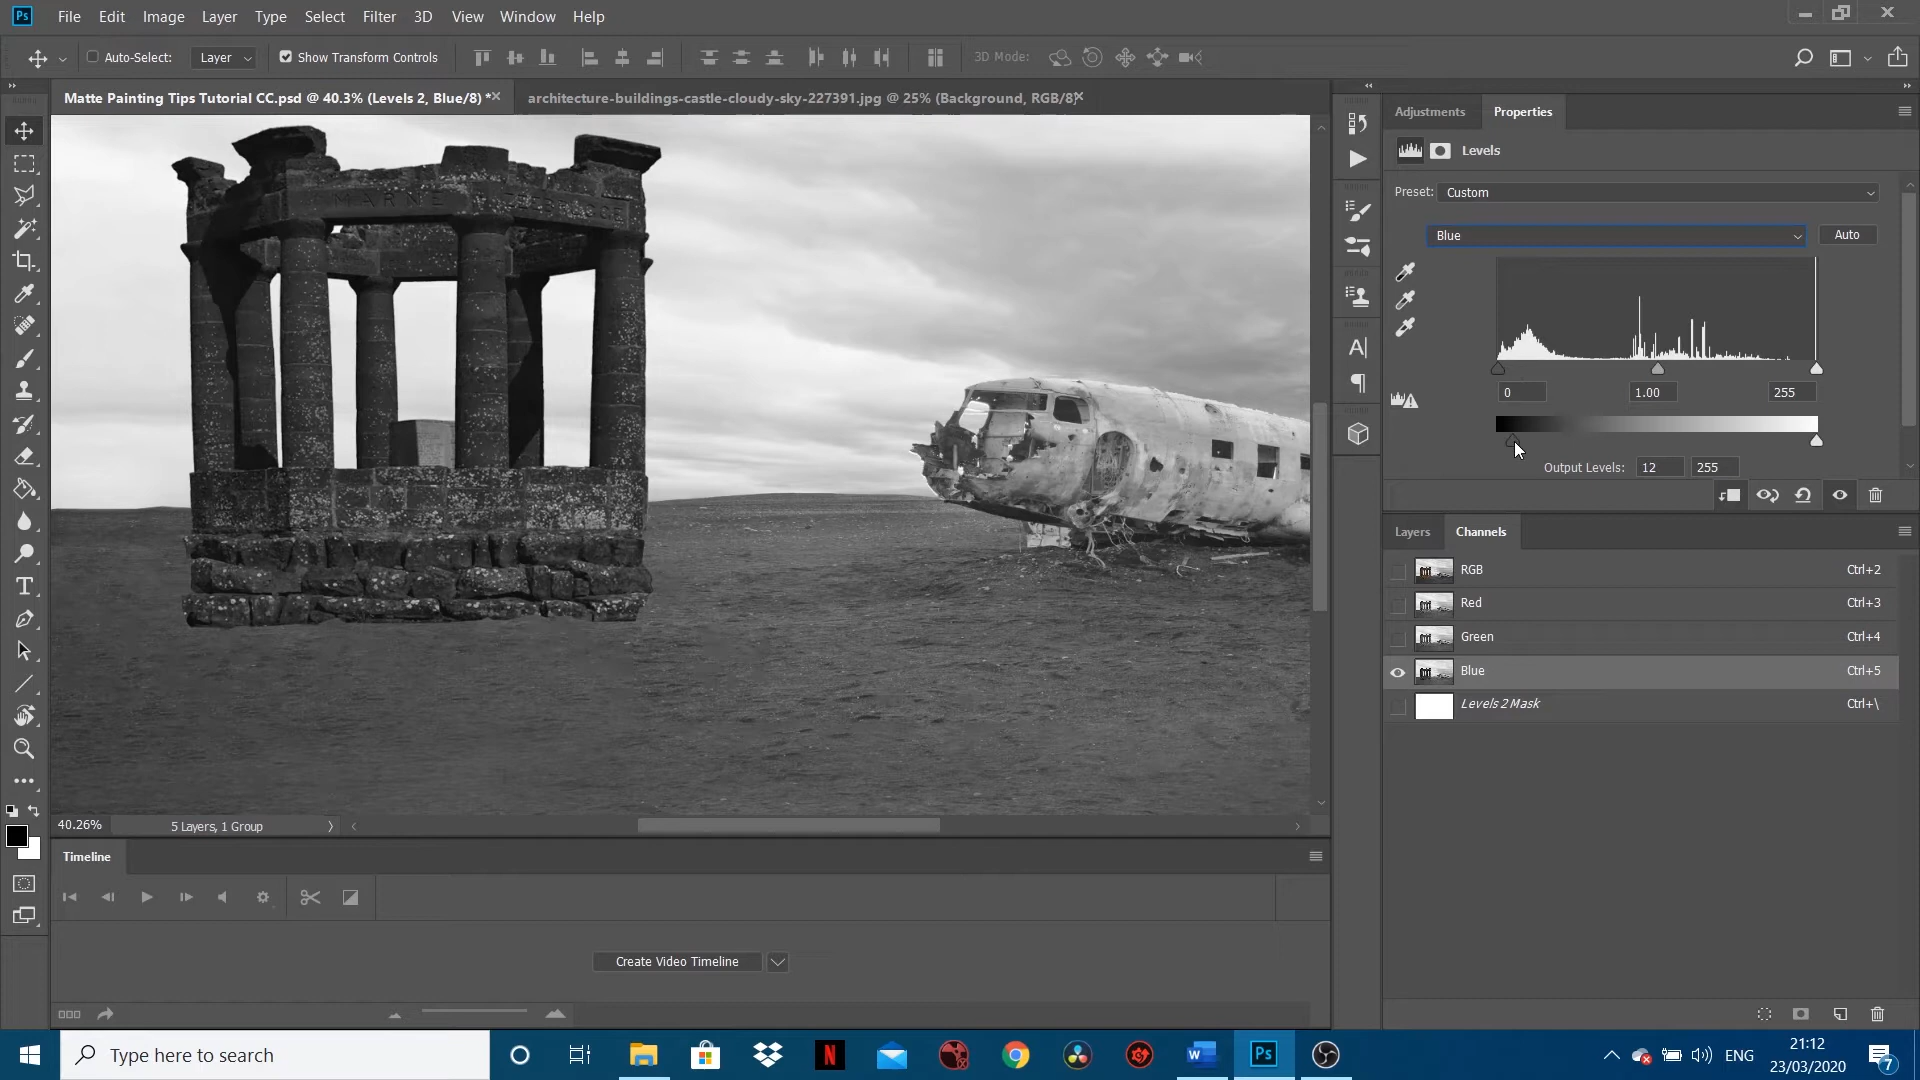 Ps File Edit Image Layer Type Select Filter 3D View Window Help
Auto-Select: Layer Show Transform Controls 3D Mode:
Matte Painting Tips Tutorial CC.psd @ 40.3% (Levels 2, Blue/8) * architecture-buildings-castle-cloudy-sky-227391.jpg @ 25% (Background, RGB/8)
Adjustments Properties
Levels
Preset: Custom
Blue Auto
0 1.00 255
Output Levels: 12 255
Layers Channels
RGB Ctrl+2
Red Ctrl+3
Green Ctrl+4
Blue Ctrl+5
Levels 2 Mask Ctrl+\
MARNE
40.26% 5 Layers, 1 Group
Timeline
Create Video Timeline
Type here to search
ENG
21:12
23/03/2020
7